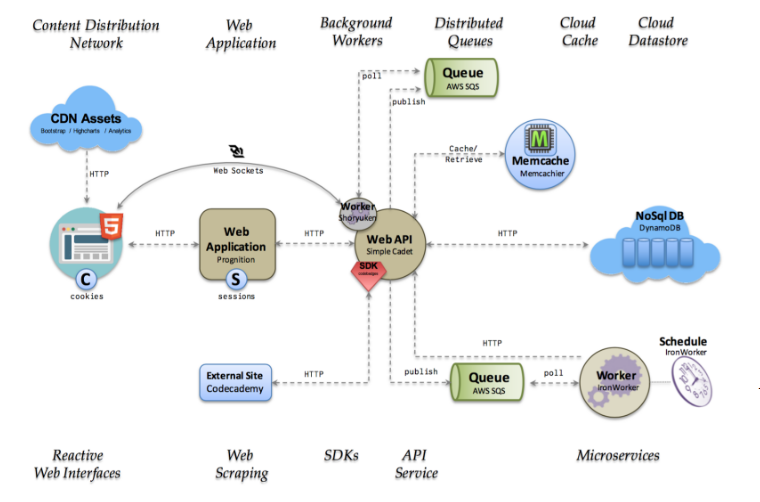 Content Distribution
Network
Web
Application
Background
Workers
Distributed
Queues
Cloud
Cache
Cloud
Datastore
Queue
AWS SQS
poll
publish
CDN Assets
Bootstrap / Highcharts / Analytics
HTTP
Web Sockets
Cache/
Retrieve
M
Memcache
Memcachier
Worker
Shoryuken
5
Web
Application
Prognition
HTTP
HTTP
Web API
Simple Cadet
HTTP
NoSql DB
DynamoDB
SDK
C
cookies
S
sessions
HTTP
Schedule
IronWorker
External Site
Codecademy
HTTP
publish
Queue
AWS SQS
poll
Worker
IronWorker
Reactive
Web Interfaces
Web
Scraping
SDKs
API
Service
Microservices